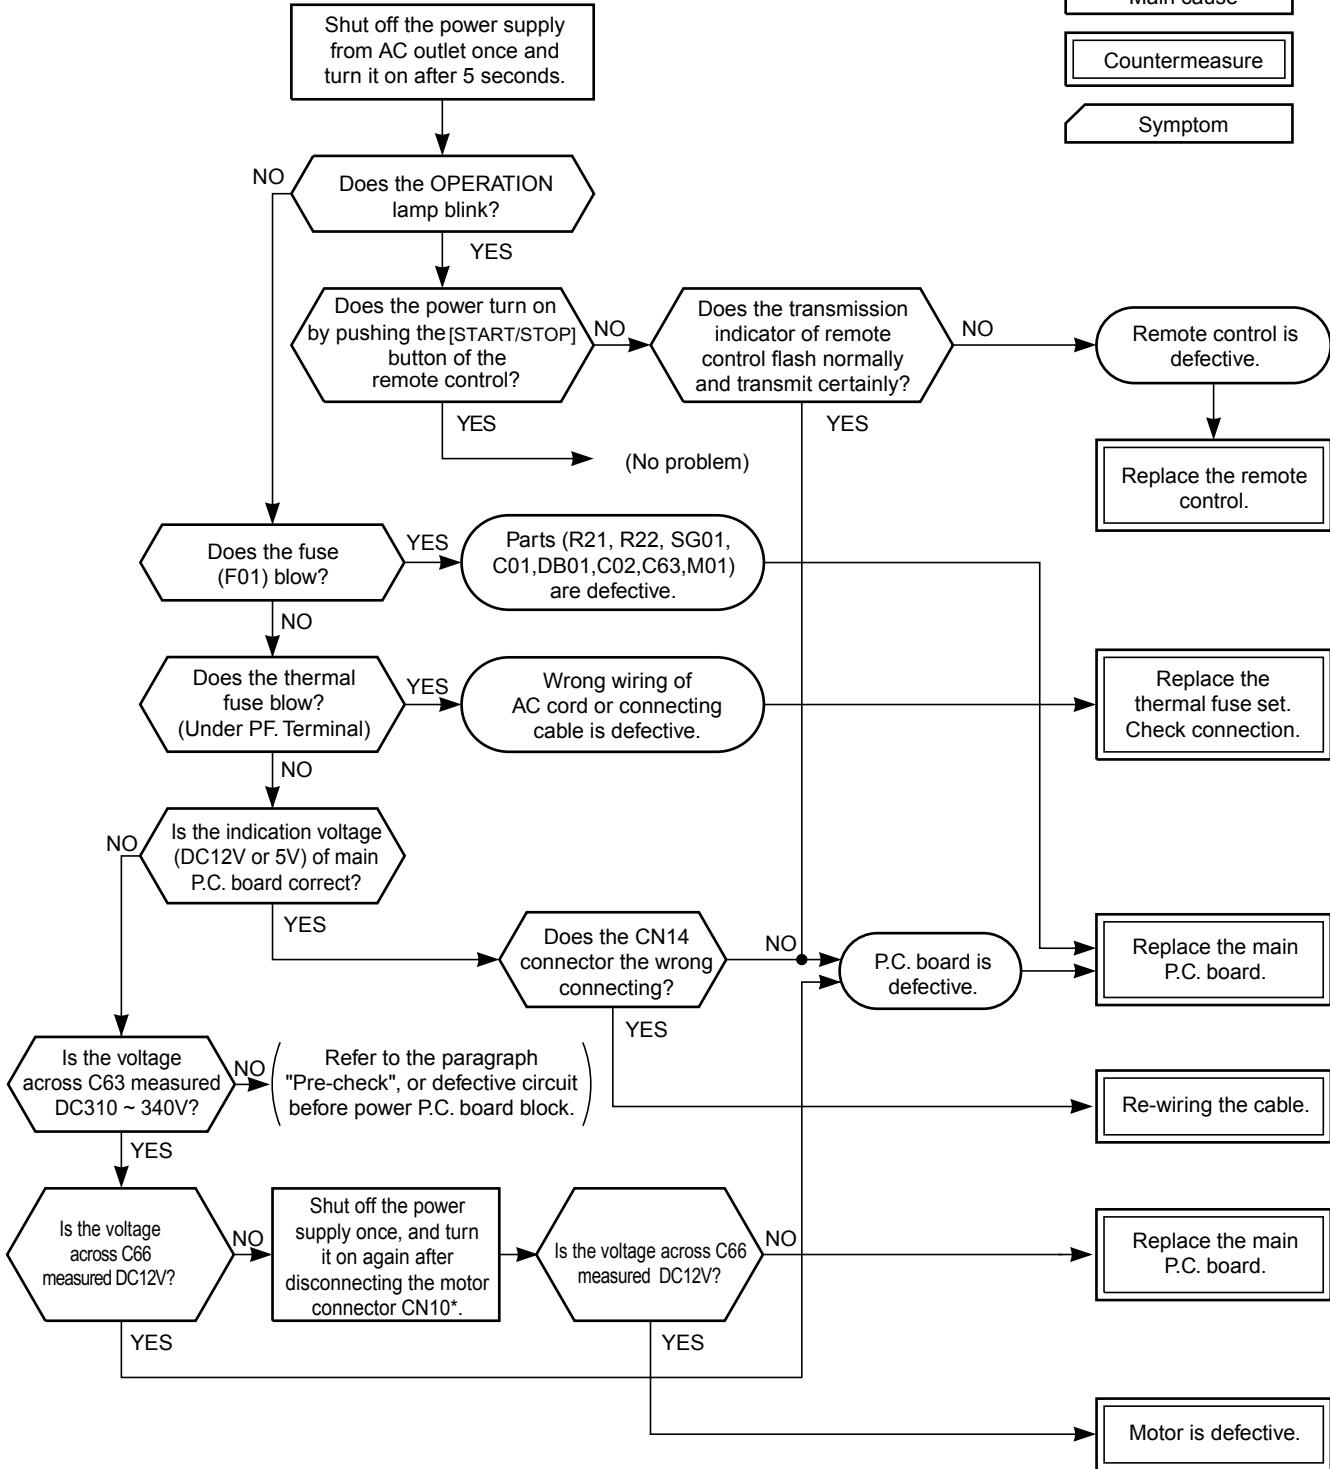 Main cause
Countermeasure
Symptom
Shut off the power supply
from AC outlet once and
turn it on after 5 seconds.
NO
Does the OPERATION
lamp blink?
YES
Does the power turn on
by pushing the [START/STOP]
button of the
remote control?
NO
Does the transmission
indicator of remote
control flash normally
and transmit certainly?
NO
Remote control is
defective.
YES
YES
(No problem)
Replace the remote
control.
Does the fuse
(F01) blow?
YES
Parts (R21, R22, SG01,
C01,DB01,C02,C63,M01)
are defective.
NO
Does the thermal
fuse blow?
(Under PF. Terminal)
YES
Wrong wiring of
AC cord or connecting
cable is defective.
Replace the
thermal fuse set.
Check connection.
NO
NO
Is the indication voltage
(DC12V or 5V) of main
P.C. board correct?
YES
Does the CN14
connector the wrong
connecting?
NO
P.C. board is
defective.
Replace the main
P.C. board.
YES
Is the voltage
across C63 measured
DC310 ~ 340V?
NO
Refer to the paragraph
"Pre-check", or defective circuit
before power P.C. board block.
Re-wiring the cable.
YES
Is the voltage
across C66
measured DC12V?
NO
Shut off the power
supply once, and turn
it on again after
disconnecting the motor
connector CN10*.
Is the voltage across C66
measured DC12V?
NO
Replace the main
P.C. board.
YES
YES
Motor is defective.